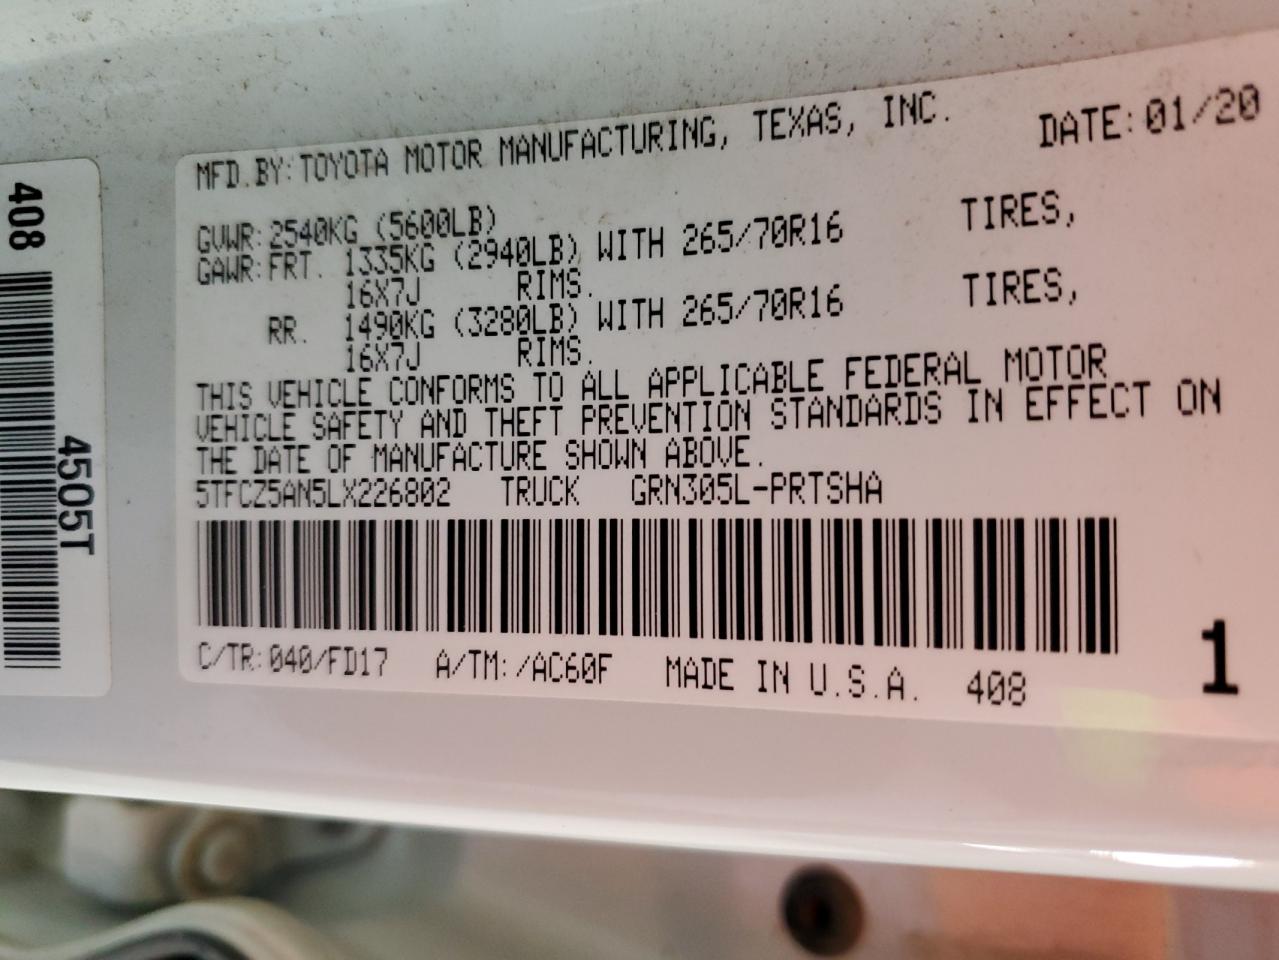 MFD.BY:TOYOTA MOTOR MANUFACTURING, TEXAS, INC. DATE:01/20
GVWR:2540KG (5600LB)
GAWR:FRT. 1335KG (2940LB) WITH 265/70R16 TIRES,
16X7J RIMS.
RR. 1490KG (3280LB) WITH 265/70R16 TIRES,
16X7J RIMS.
THIS VEHICLE CONFORMS TO ALL APPLICABLE FEDERAL MOTOR
VEHICLE SAFETY AND THEFT PREVENTION STANDARDS IN EFFECT ON
THE DATE OF MANUFACTURE SHOWN ABOVE.
5TFCZ5AN5LX226802 TRUCK GRN305L-PRTSHA
C/TR:040/FD17 A/TM:/AC60F MADE IN U.S.A. 408
1
408
4505T